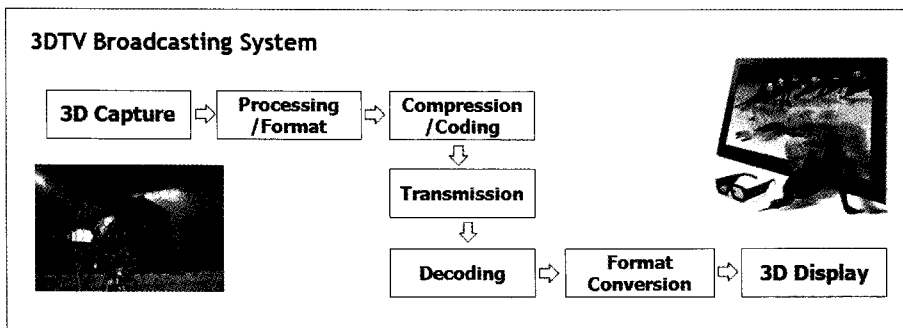 3DTV Broadcasting System
3D Capture
Processing
/Format
Compression
/Coding
Transmission
Decoding
Format
Conversion
3D Display